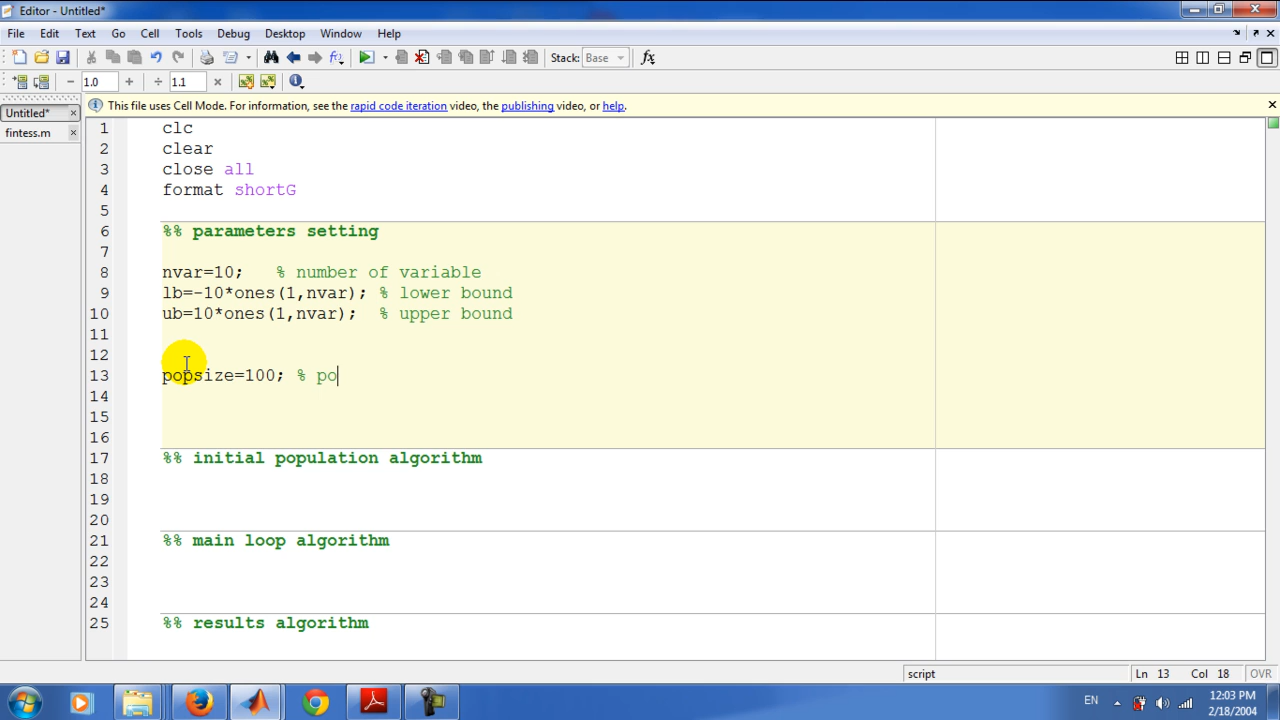 Editor - Untitled*
File Edit Text Go Cell Tools Debug Desktop Window Help
Stack: Base fx
1.0 1.1
This file uses Cell Mode. For information, see the rapid code iteration video, the publishing video, or help.
Untitled*
fintess.m
1 clc
2 clear
3 close all
4 format shortG
5
6 %% parameters setting
7
8 nvar=10; % number of variable
9 lb=-10*ones(1,nvar); % lower bound
10 ub=10*ones(1,nvar); % upper bound
11
12
13 popsize=100; % po
14
15
16
17 %% initial population algorithm
18
19
20
21 %% main loop algorithm
22
23
24
25 %% results algorithm
script Ln 13 Col 18 OVR
EN
12:03 PM
2/18/2004